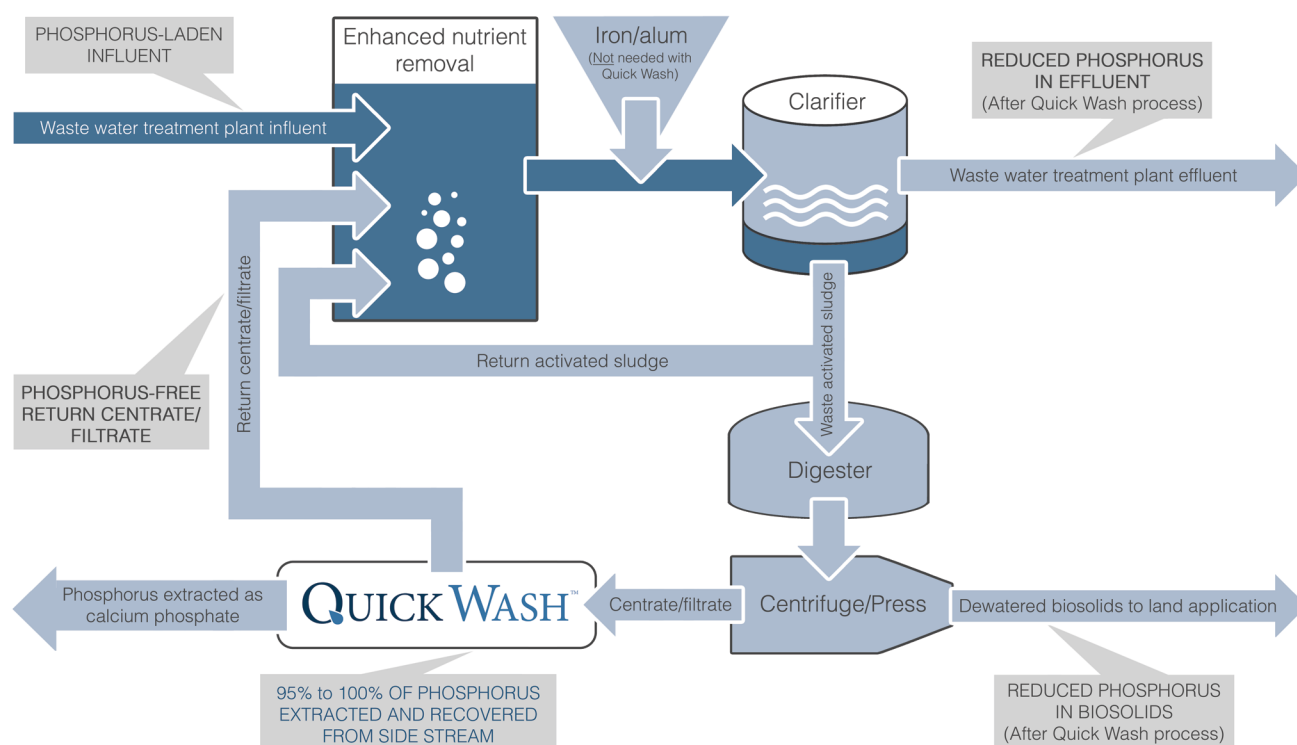 PHOSPHORUS-LADEN
INFLUENT
Enhanced nutrient
removal
Iron/alum
(Not needed with
Quick Wash)
Clarifier
REDUCED PHOSPHORUS
IN EFFLUENT
(After Quick Wash process)
Waste water treatment plant influent
Waste water treatment plant effluent
Return centrate/filtrate
Waste activated sludge
Return activated sludge
PHOSPHORUS-FREE
RETURN CENTRATE/
FILTRATE
Digester
Phosphorus extracted as
calcium phosphate
QUICK WASH™
Centrate/filtrate
Centrifuge/Press
Dewatered biosolids to land application
95% to 100% OF PHOSPHORUS
EXTRACTED AND RECOVERED
FROM SIDE STREAM
REDUCED PHOSPHORUS
IN BIOSOLIDS
(After Quick Wash process)